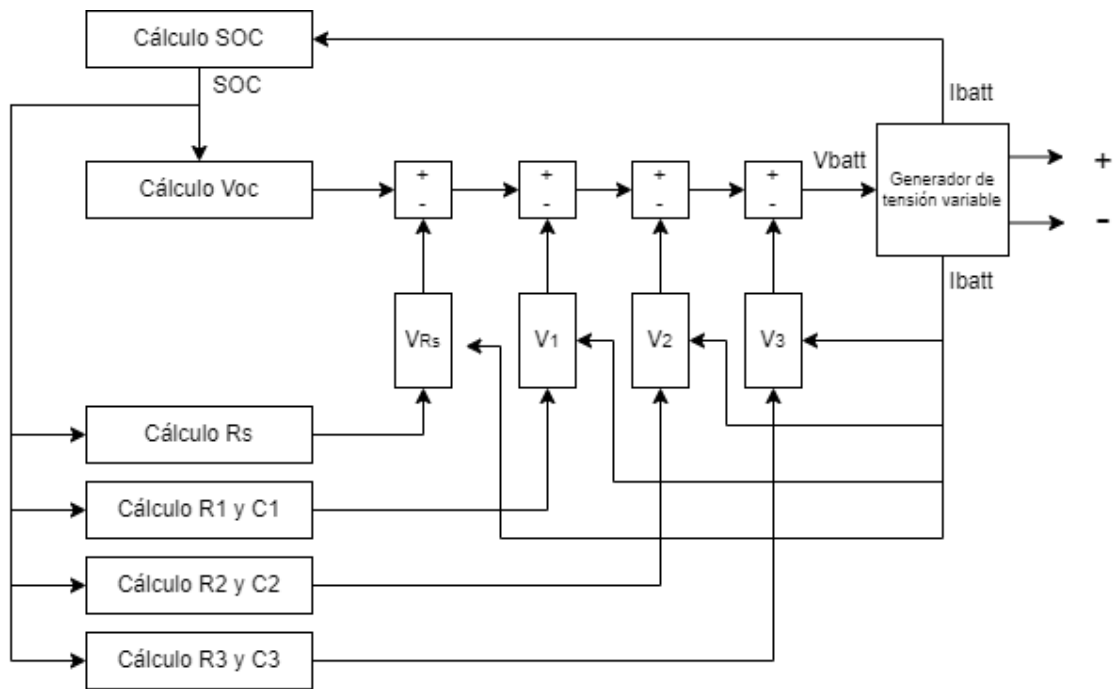 Cálculo SOC
SOC
Ibatt
Cálculo Voc
+
-
+
-
+
-
+
-
Vbatt
Generador de
tensión variable
+
-
Ibatt
VRs
V1
V2
V3
Cálculo Rs
Cálculo R1 y C1
Cálculo R2 y C2
Cálculo R3 y C3